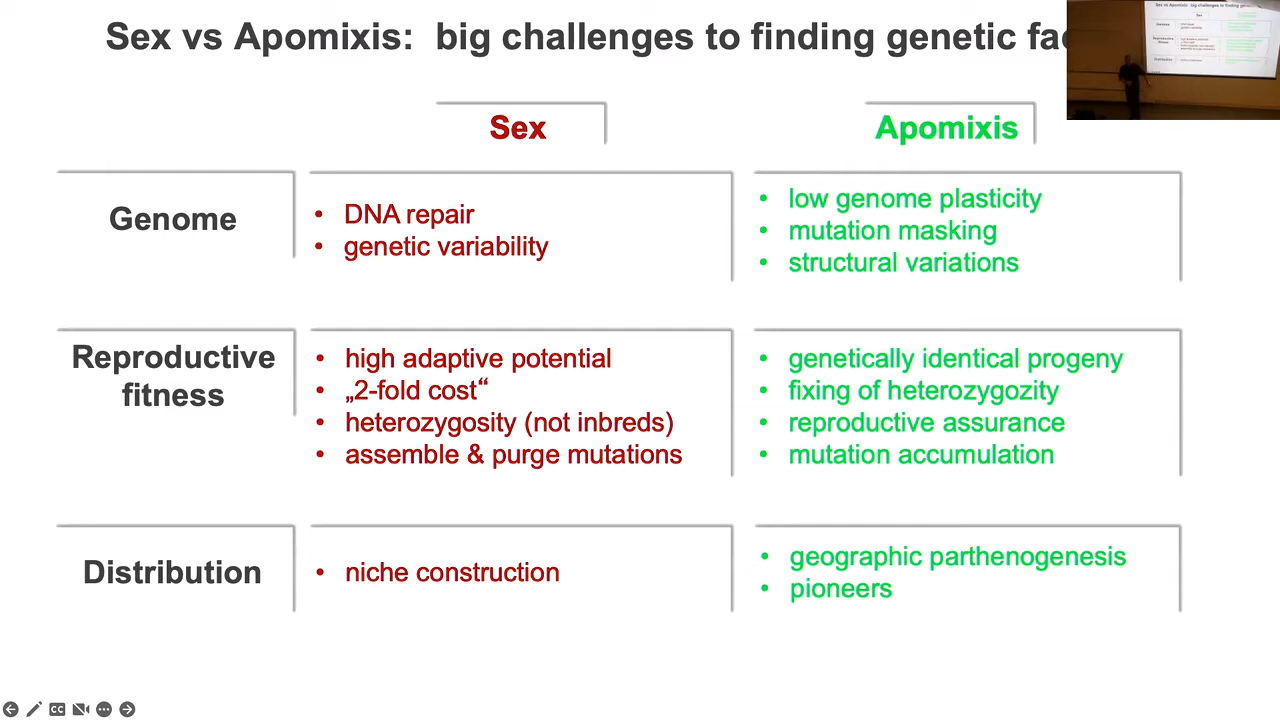 Sex vs Apomixis: big challenges to finding genetic fac
Sex
Apomixis
Genome
• DNA repair
• genetic variability
• low genome plasticity
• mutation masking
• structural variations
Reproductive
fitness
• high adaptive potential
• „2-fold cost“
• heterozygosity (not inbreds)
• assemble & purge mutations
• genetically identical progeny
• fixing of heterozygozity
• reproductive assurance
• mutation accumulation
Distribution
• niche construction
• geographic parthenogenesis
• pioneers